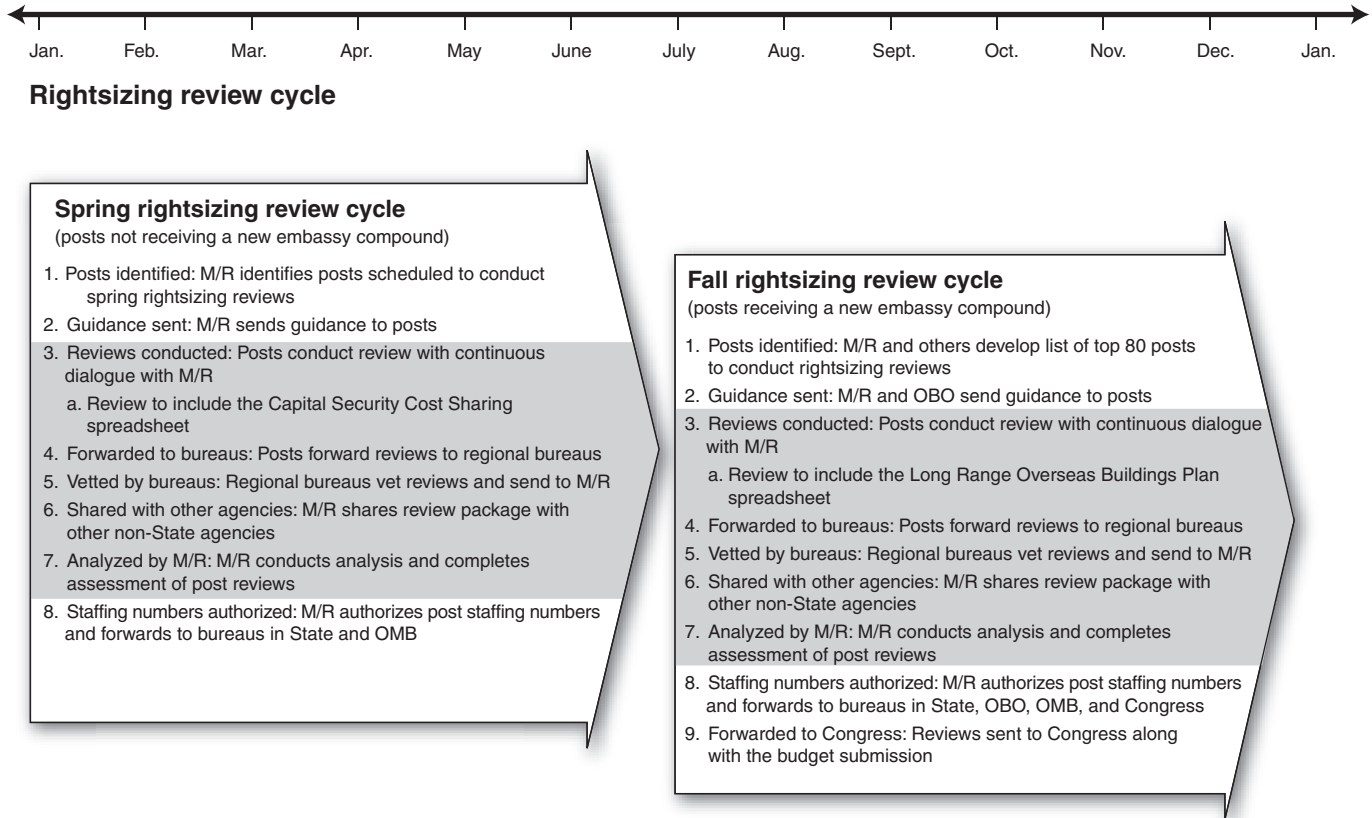 Jan. Feb. Mar. Apr. May June July Aug. Sept. Oct. Nov. Dec. Jan.
Rightsizing review cycle
Spring rightsizing review cycle
(posts not receiving a new embassy compound)
1. Posts identified: M/R identifies posts scheduled to conduct
spring rightsizing reviews
2. Guidance sent: M/R sends guidance to posts
3. Reviews conducted: Posts conduct review with continuous
dialogue with M/R
a. Review to include the Capital Security Cost Sharing
spreadsheet
4. Forwarded to bureaus: Posts forward reviews to regional bureaus
5. Vetted by bureaus: Regional bureaus vet reviews and send to M/R
6. Shared with other agencies: M/R shares review package with
other non-State agencies
7. Analyzed by M/R: M/R conducts analysis and completes
assessment of post reviews
8. Staffing numbers authorized: M/R authorizes post staffing numbers
and forwards to bureaus in State and OMB
Fall rightsizing review cycle
(posts receiving a new embassy compound)
1. Posts identified: M/R and others develop list of top 80 posts
to conduct rightsizing reviews
2. Guidance sent: M/R and OBO send guidance to posts
3. Reviews conducted: Posts conduct review with continuous dialogue
with M/R
a. Review to include the Long Range Overseas Buildings Plan
spreadsheet
4. Forwarded to bureaus: Posts forward reviews to regional bureaus
5. Vetted by bureaus: Regional bureaus vet reviews and send to M/R
6. Shared with other agencies: M/R shares review package with
other non-State agencies
7. Analyzed by M/R: M/R conducts analysis and completes
assessment of post reviews
8. Staffing numbers authorized: M/R authorizes post staffing numbers
and forwards to bureaus in State, OBO, OMB, and Congress
9. Forwarded to Congress: Reviews sent to Congress along
with the budget submission